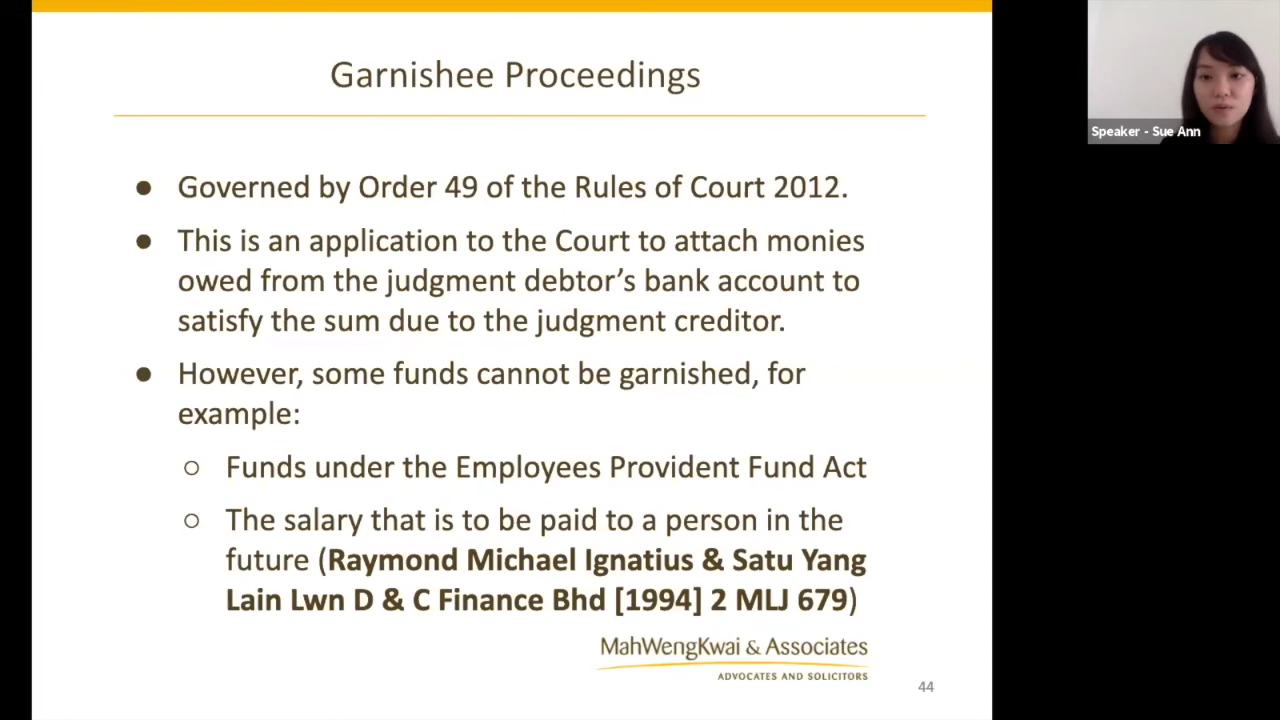 Garnishee Proceedings
● Governed by Order 49 of the Rules of Court 2012.
● This is an application to the Court to attach monies
owed from the judgment debtor’s bank account to
satisfy the sum due to the judgment creditor.
● However, some funds cannot be garnished, for
example:
○ Funds under the Employees Provident Fund Act
○ The salary that is to be paid to a person in the
future (Raymond Michael Ignatius & Satu Yang
Lain Lwn D & C Finance Bhd [1994] 2 MLJ 679)
MahWengKwai & Associates
ADVOCATES AND SOLICITORS
44
Speaker - Sue Ann